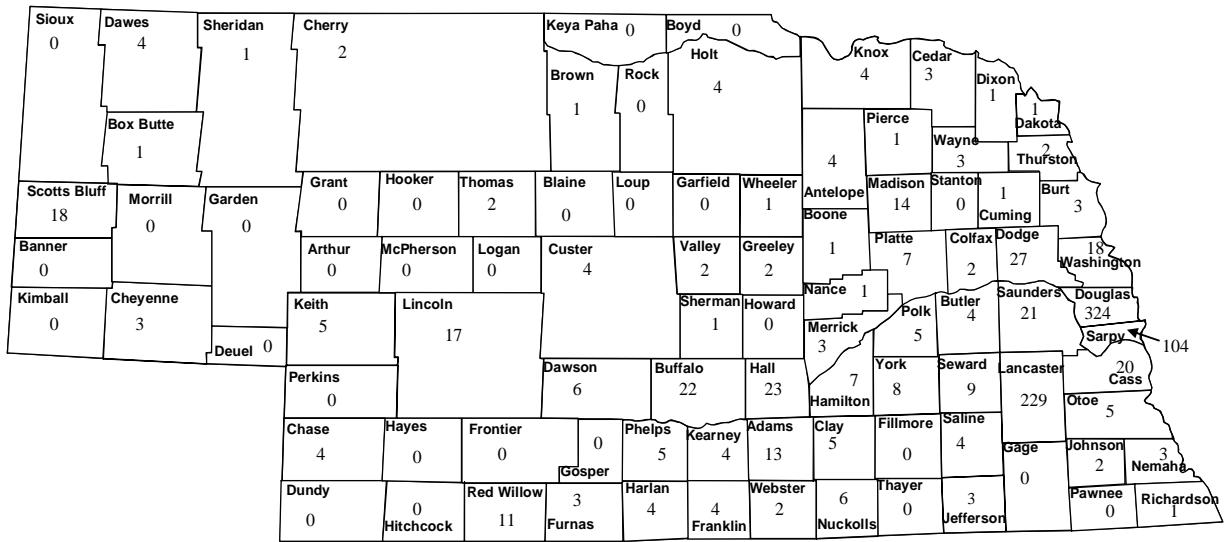 Sioux
0
Dawes
4
Sheridan
1
Cherry
2
Keya Paha 0
Boyd 0
Holt
4
Brown
1
Rock
0
Knox
4
Cedar
3
Dixon
1
1
Dakota
Box Butte
1
Pierce
1
Wayne
3
2
Thurston
4
Antelope
Scotts Bluff
18
Morrill
0
Garden
0
Grant
0
Hooker
0
Thomas
2
Blaine
0
Loup
0
Garfield
0
Wheeler
1
Madison
14
Stanton
0
1
Cuming
Burt
3
Boone
1
Banner
0
Arthur
0
McPherson
0
Logan
0
Custer
4
Valley
2
Greeley
2
Platte
7
Colfax
2
Dodge
27
18
Washington
Kimball
0
Cheyenne
3
Deuel 0
Keith
5
Lincoln
17
Sherman
1
Howard
0
Nance 1
Merrick
3
Polk
5
Butler
4
Saunders
21
Douglas
324
Sarpy
104
Perkins
0
Dawson
6
Buffalo
22
Hall
23
7
Hamilton
York
8
Seward
9
Lancaster
229
20
Cass
Otoe
5
Chase
4
Hayes
0
Frontier
0
0
Gosper
Phelps
5
Kearney
4
Adams
13
Clay
5
Fillmore
0
Saline
4
Gage
0
Johnson
2
3
Nemaha
Dundy
0
0
Hitchcock
Red Willow
11
3
Furnas
Harlan
4
4
Franklin
Webster
2
6
Nuckolls
Thayer
0
3
Jefferson
Pawnee
0
Richardson
1